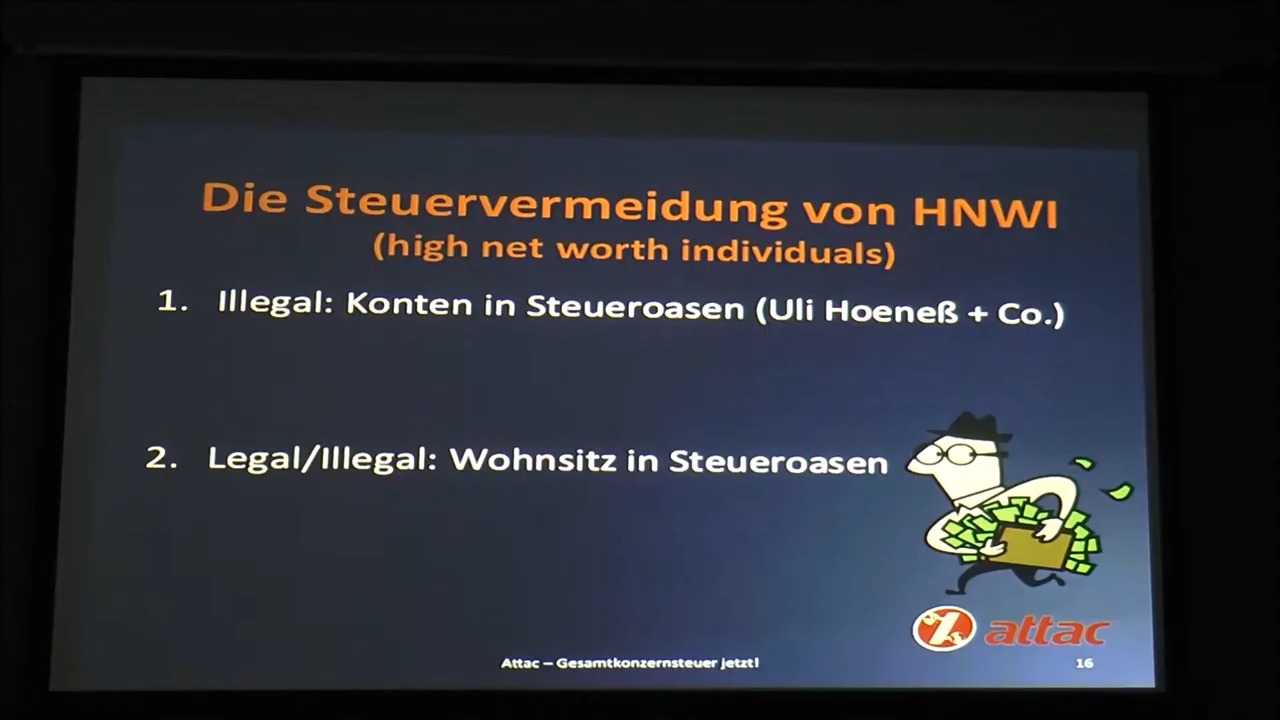 Die Steuervermeidung von HNWI
(high net worth individuals)
1. Illegal: Konten in Steueroasen (Uli Hoeneß + Co.)
2. Legal/Illegal: Wohnsitz in Steueroasen
attac
Attac – Gesamtkonzernsteuer jetzt!
16